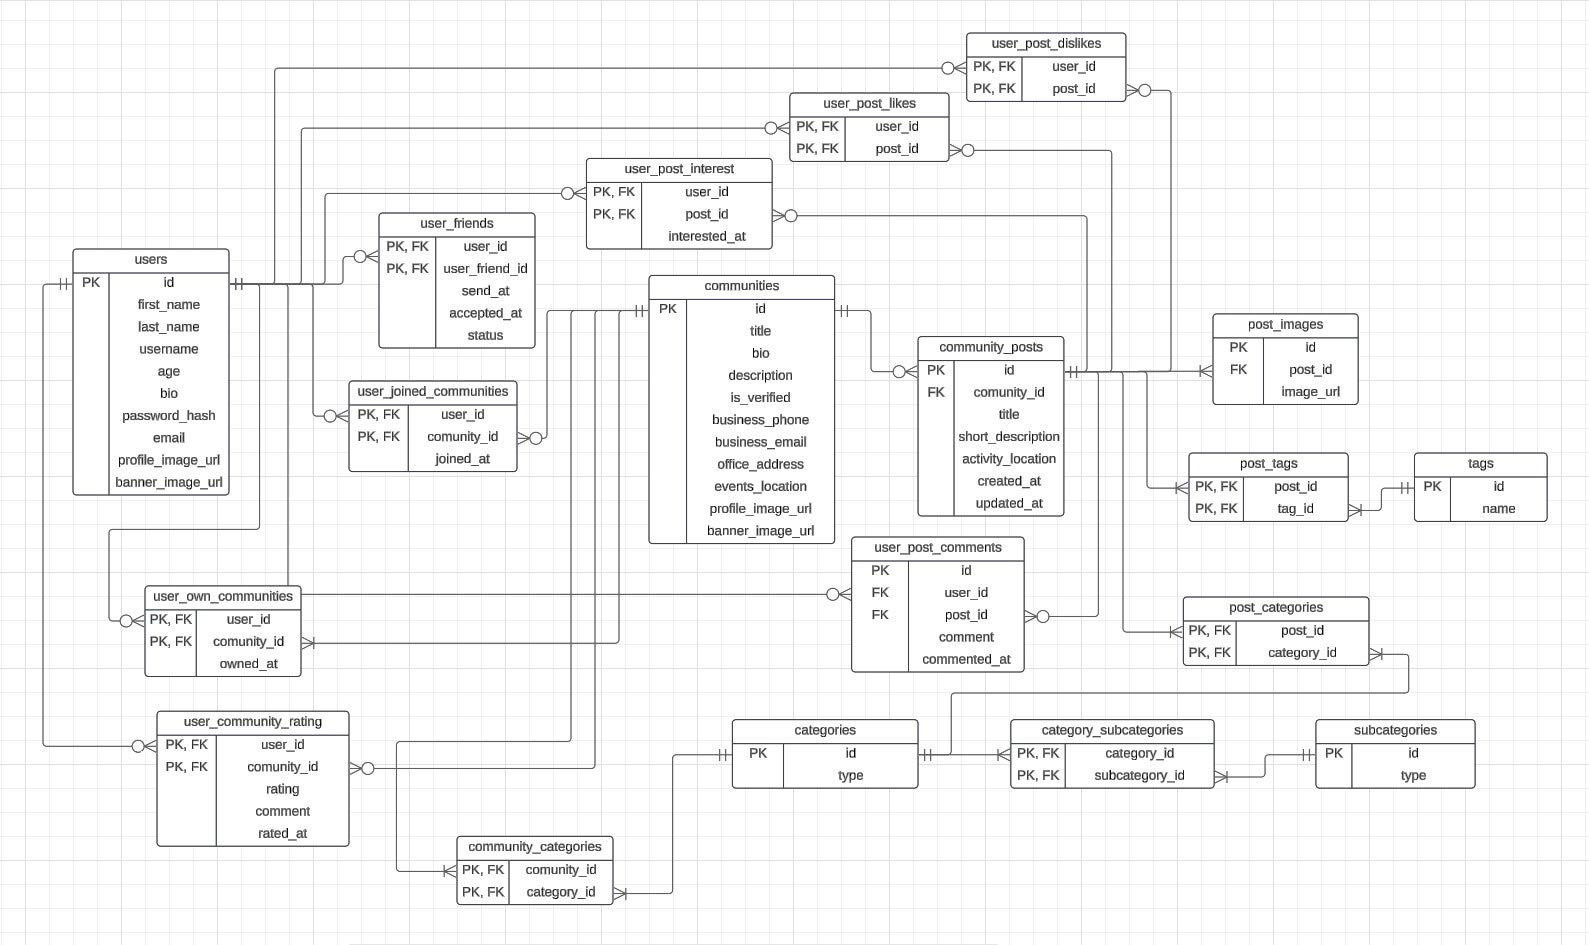 user_post_dislikes
PK, FK user_id
PK, FK post_id
user_post_likes
PK, FK user_id
PK, FK post_id
user_post_interest
PK, FK user_id
PK, FK post_id
interested_at
user_friends
PK, FK user_id
PK, FK user_friend_id
send_at
accepted_at
status
users
PK id
first_name
last_name
username
age
bio
password_hash
email
profile_image_url
banner_image_url
communities
PK id
title
bio
description
is_verified
business_phone
business_email
office_address
events_location
profile_image_url
banner_image_url
user_joined_communities
PK, FK user_id
PK, FK comunity_id
joined_at
community_posts
PK id
FK comunity_id
title
short_description
activity_location
created_at
updated_at
post_images
PK id
FK post_id
image_url
post_tags
PK, FK post_id
PK, FK tag_id
tags
PK id
name
user_post_comments
PK id
FK user_id
FK post_id
comment
commented_at
user_own_communities
PK, FK user_id
PK, FK comunity_id
owned_at
post_categories
PK, FK post_id
PK, FK category_id
user_community_rating
PK, FK user_id
PK, FK comunity_id
rating
comment
rated_at
categories
PK id
type
category_subcategories
PK, FK category_id
PK, FK subcategory_id
subcategories
PK id
type
community_categories
PK, FK comunity_id
PK, FK category_id